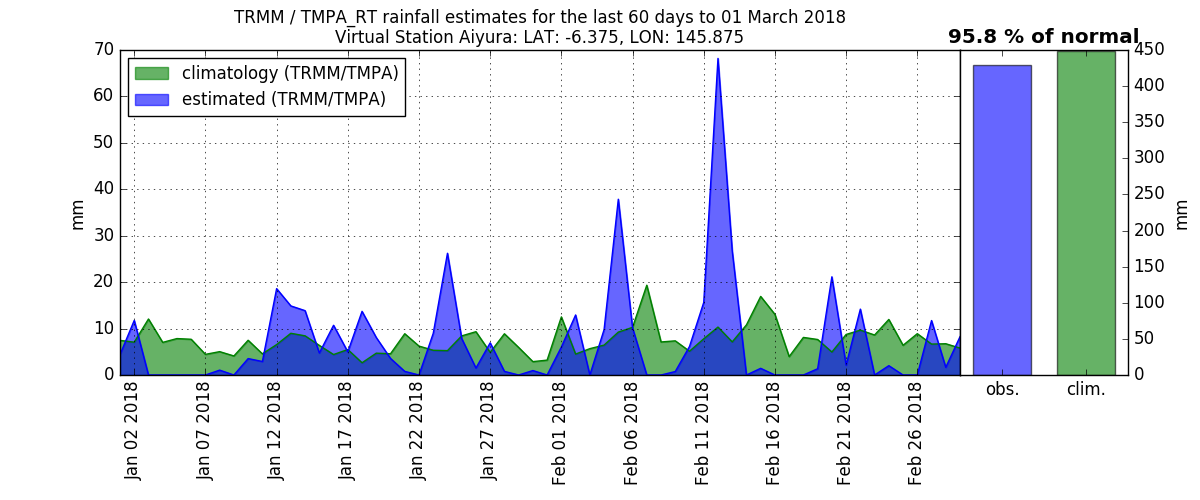 TRMM / TMPA_RT rainfall estimates for the last 60 days to 01 March 2018
Virtual Station Aiyura: LAT: -6.375, LON: 145.875
95.8 % of normal
climatology (TRMM/TMPA)
estimated (TRMM/TMPA)
70
60
50
40
30
20
10
0
mm
450
400
350
300
250
200
150
100
50
0
mm
Jan 02 2018
Jan 07 2018
Jan 12 2018
Jan 17 2018
Jan 22 2018
Jan 27 2018
Feb 01 2018
Feb 06 2018
Feb 11 2018
Feb 16 2018
Feb 21 2018
Feb 26 2018
obs.
clim.